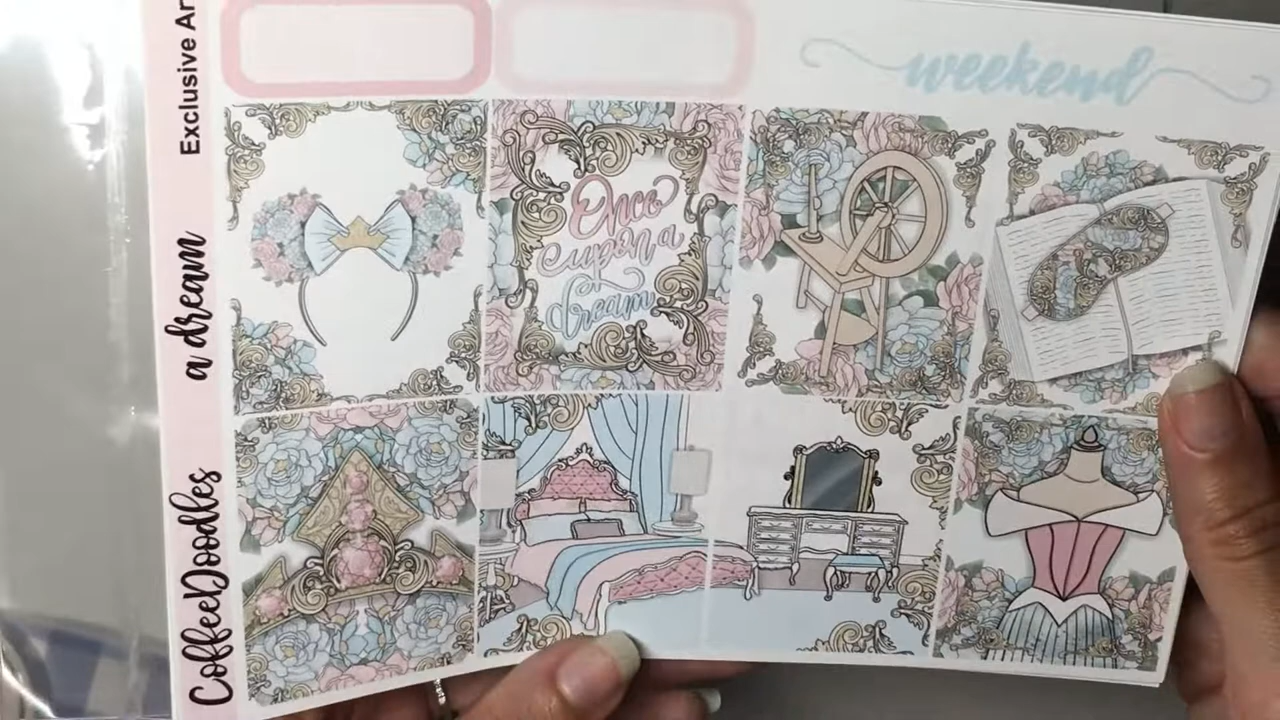 Exclusive Ar
a dream
CoffeeDoodles
weekend
Once
upon a
dream